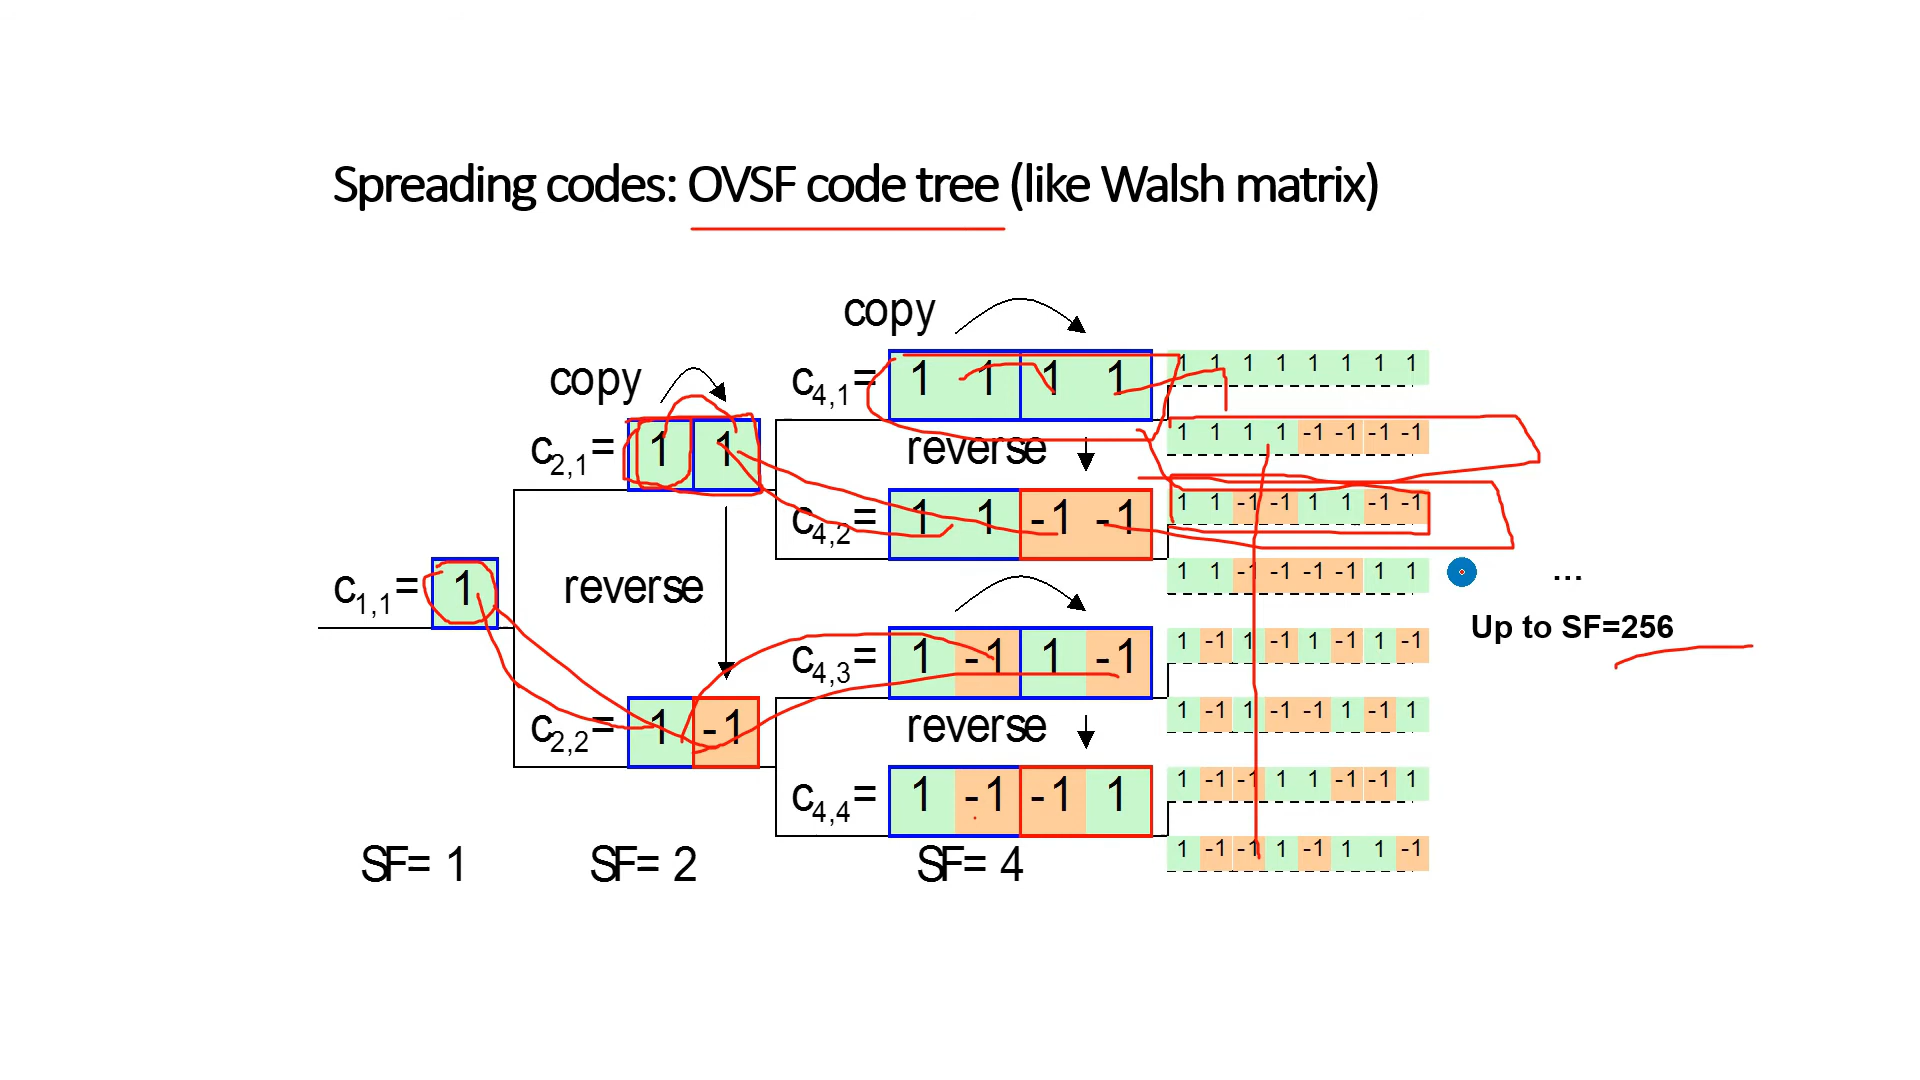 Spreading codes: OVSF code tree (like Walsh matrix)
copy
copy
c4,1= 1 1 1 1
1 1 1 1 1 1 1 1
c2,1= 1 1
reverse
1 1 1 1 -1 -1 -1 -1
c4,2= 1 1 -1 -1
1 1 -1 -1 1 1 -1 -1
c1,1= 1
reverse
1 1 -1 -1 -1 -1 1 1
...
Up to SF=256
c4,3= 1 -1 1 -1
1 -1 1 -1 1 -1 1 -1
c2,2= 1 -1
reverse
1 -1 1 -1 -1 1 -1 1
c4,4= 1 -1 -1 1
1 -1 -1 1 1 -1 -1 1
1 -1 -1 1 -1 1 1 -1
SF= 1
SF= 2
SF= 4